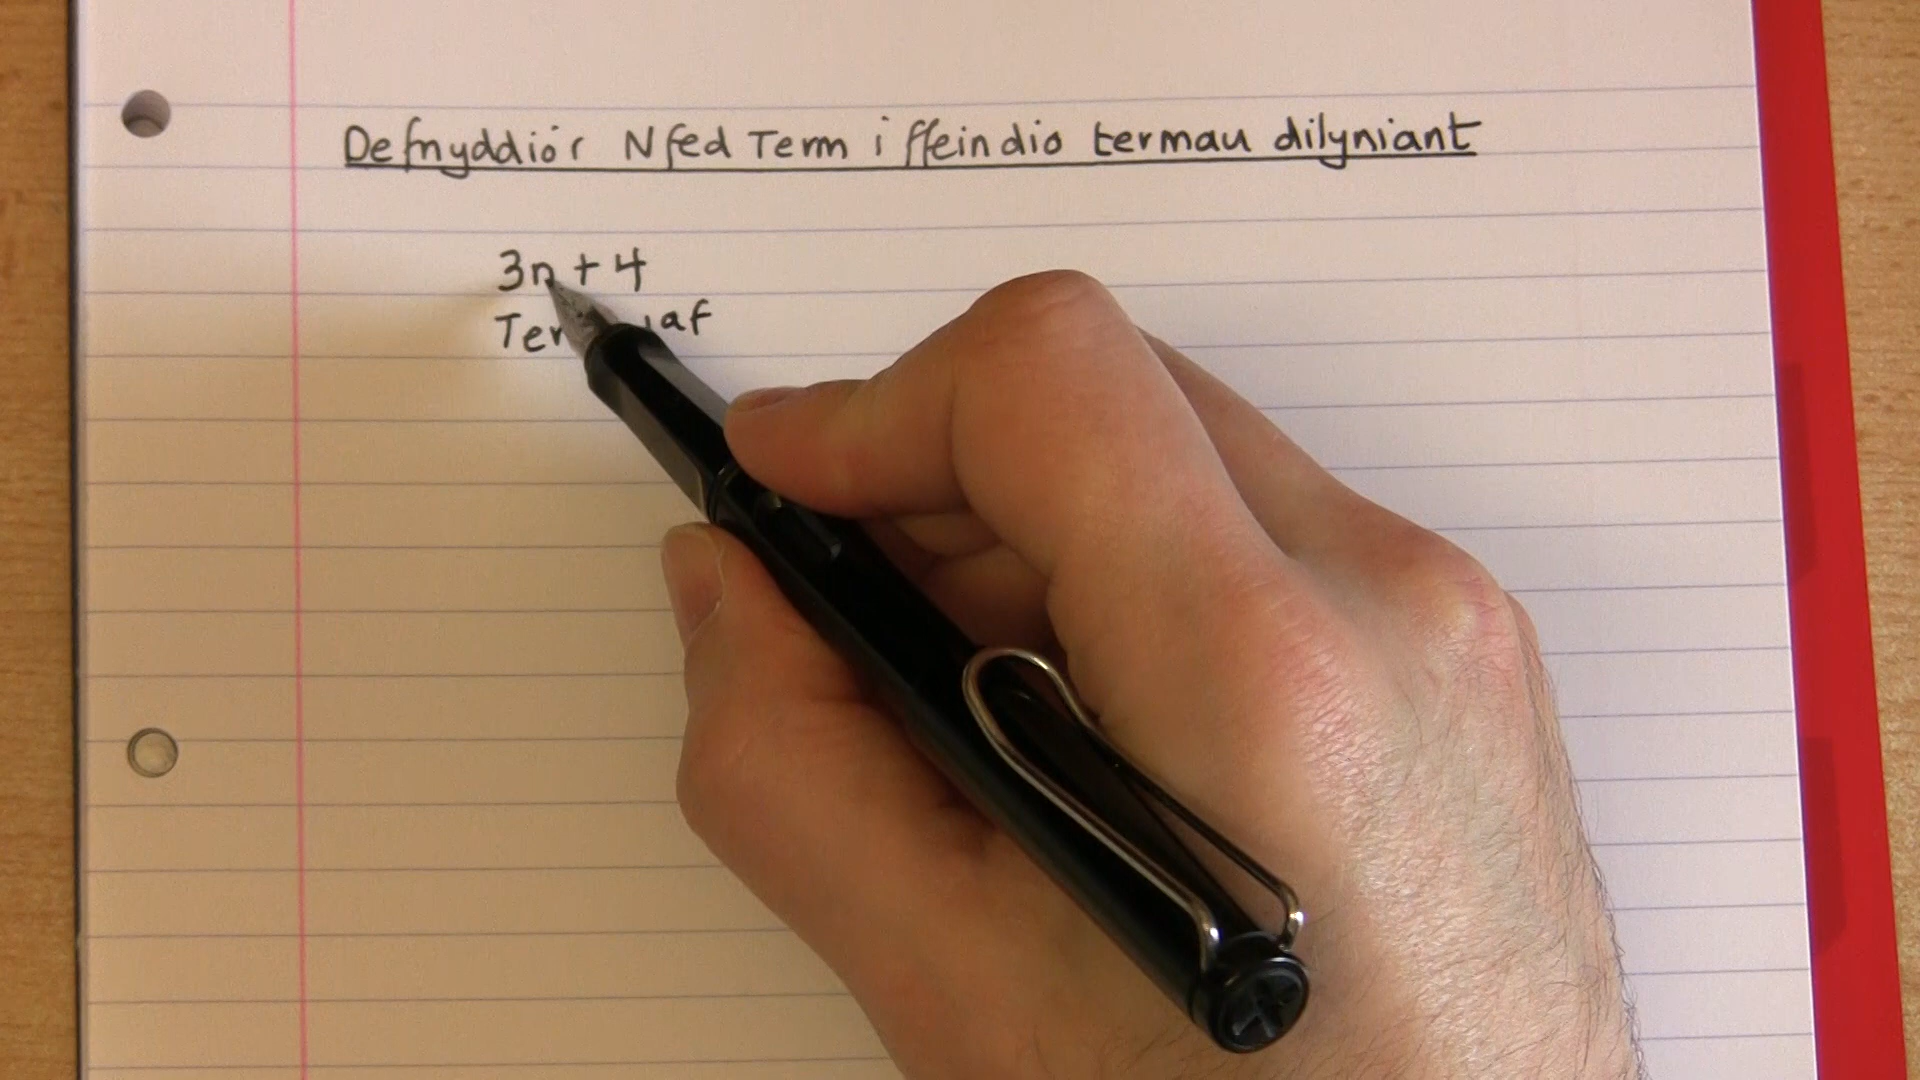 Defnyddio'r Nfed Term i ffeindio termau dilyniant
3n + 4